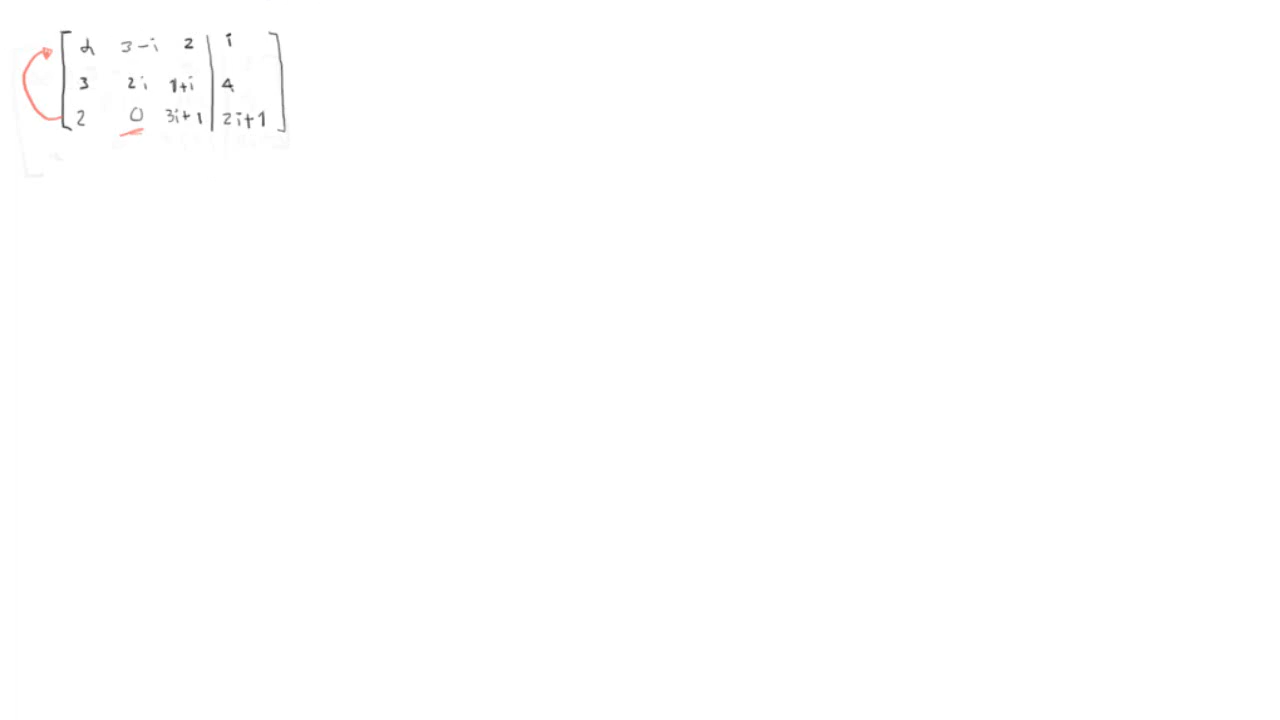 α 3-i 2 | i
3 2i 1+i | 4
2 0 3i+1 | 2i+1